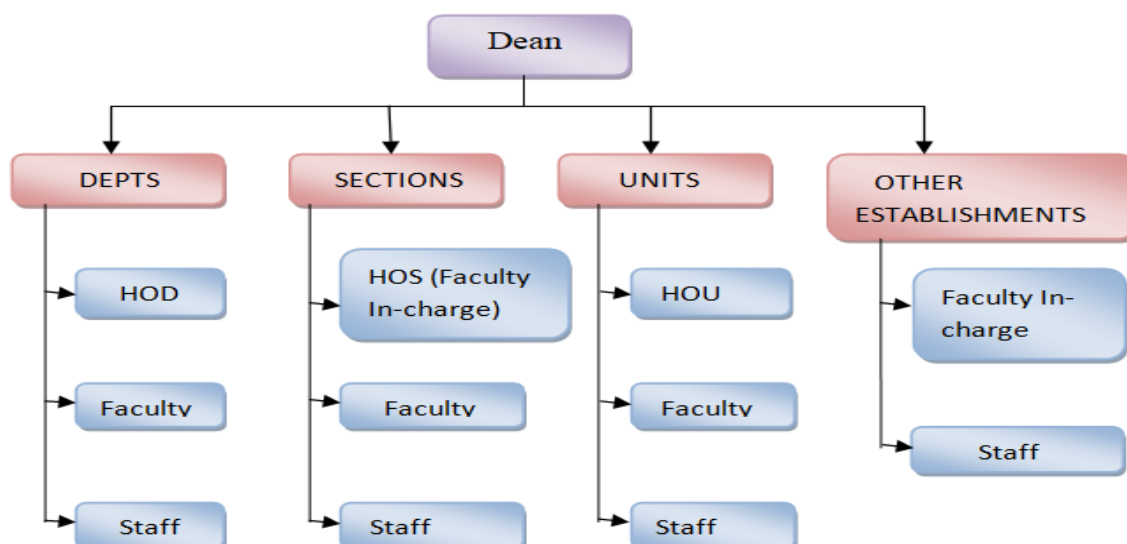 Dean
DEPTS
SECTIONS
UNITS
OTHER
ESTABLISHMENTS
HOD
HOS (Faculty
In-charge)
HOU
Faculty In-
charge
Faculty
Faculty
Faculty
Staff
Staff
Staff
Staff